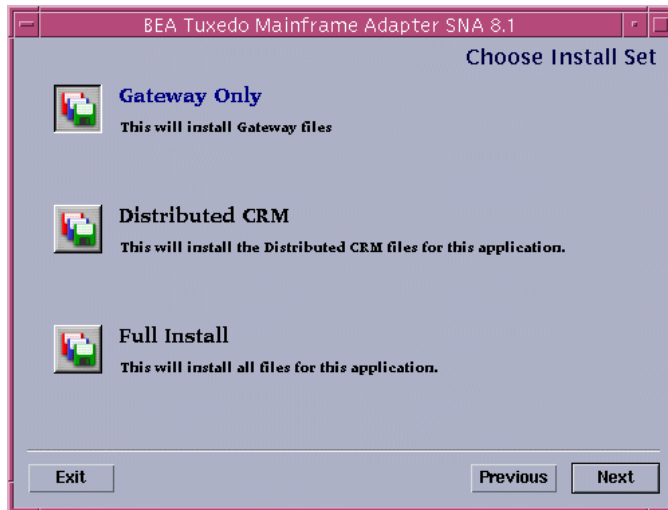 BEA Tuxedo Mainframe Adapter SNA 8.1
Choose Install Set
Gateway Only
This will install Gateway files
Distributed CRM
This will install the Distributed CRM files for this application.
Full Install
This will install all files for this application.
Exit
Previous
Next